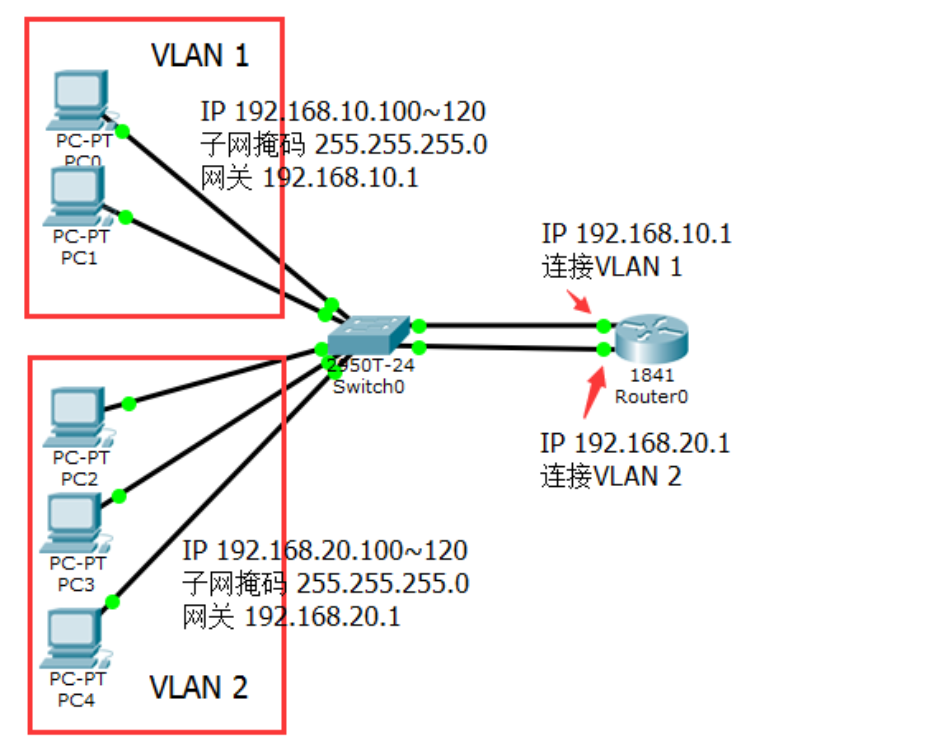 VLAN 1
IP 192.168.10.100~120
子网掩码 255.255.255.0
网关 192.168.10.1
PC-PT
PC0
PC-PT
PC1
IP 192.168.10.1
连接VLAN 1
2950T-24
Switch0
1841
Router0
IP 192.168.20.1
连接VLAN 2
PC-PT
PC2
PC-PT
PC3
IP 192.168.20.100~120
子网掩码 255.255.255.0
网关 192.168.20.1
PC-PT
PC4
VLAN 2